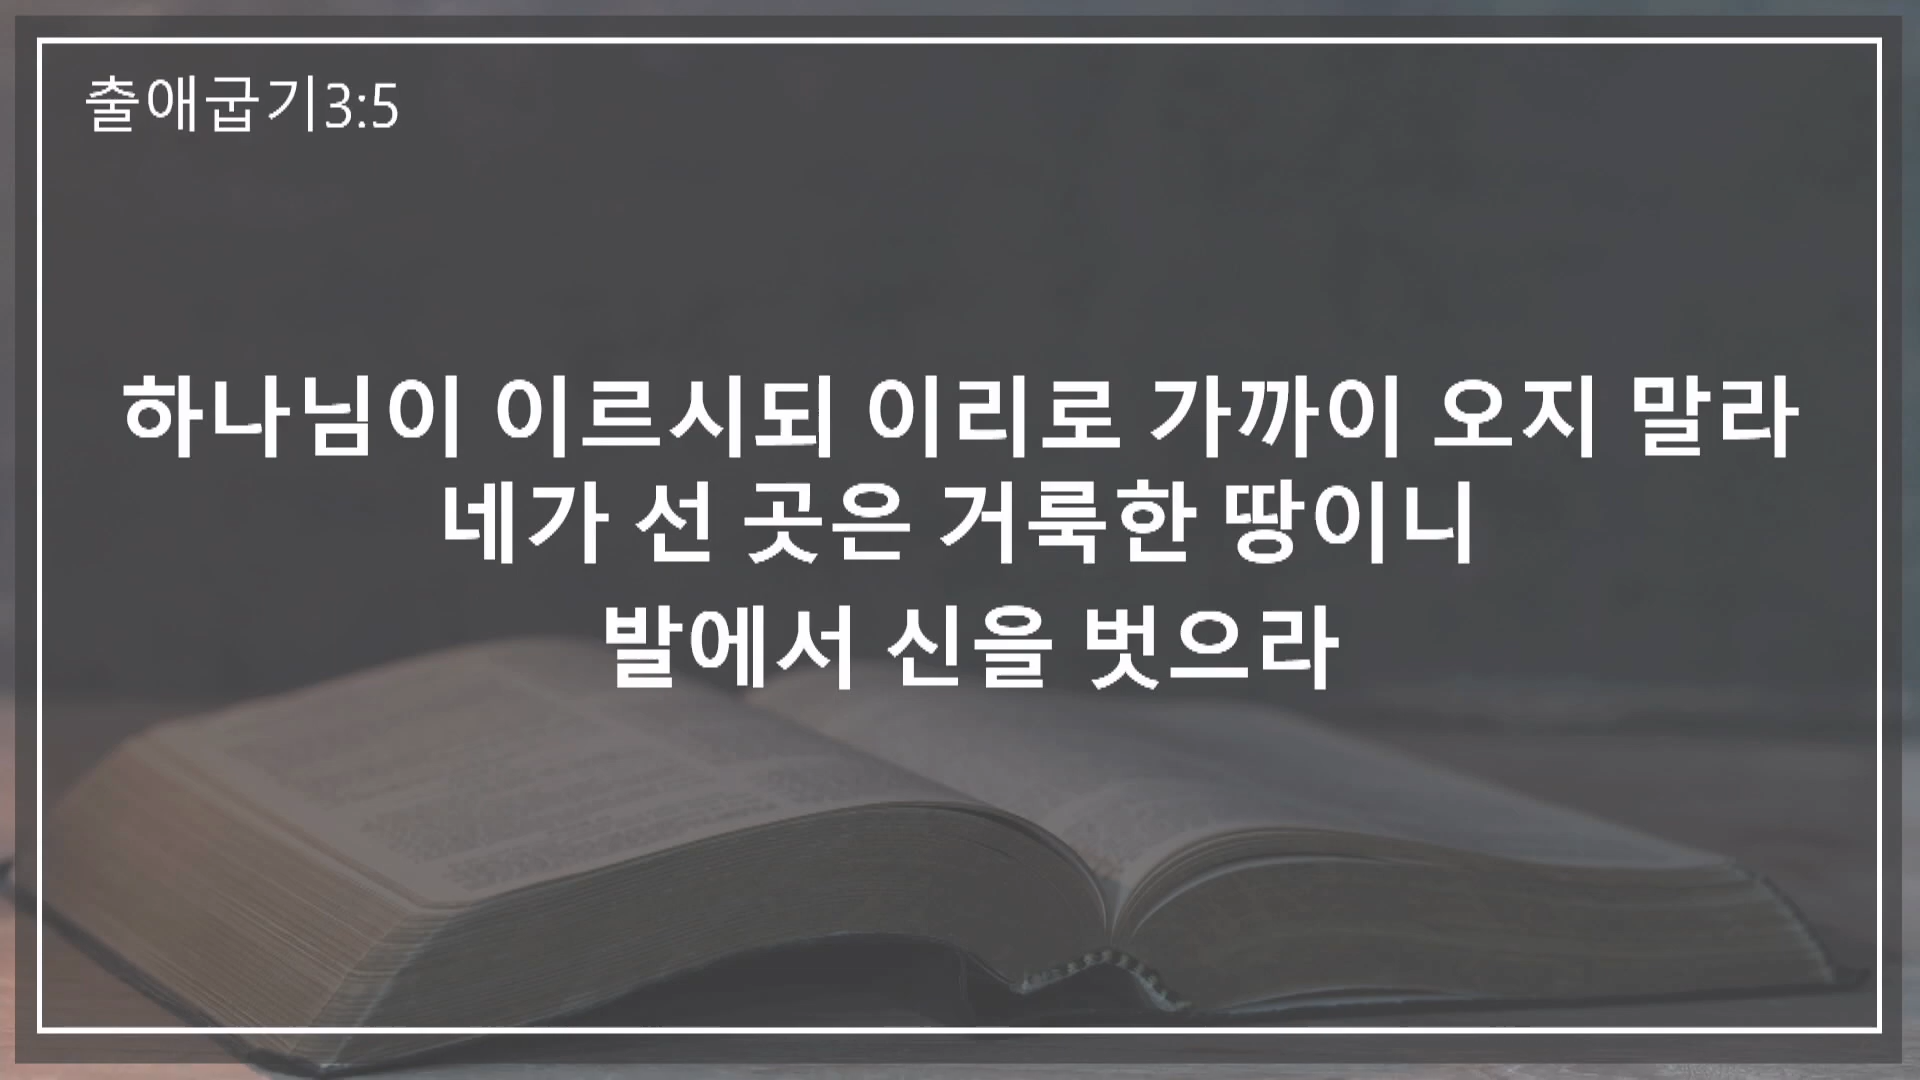 출애굽기3:5
하나님이 이르시되 이리로 가까이 오지 말라
네가 선 곳은 거룩한 땅이니
발에서 신을 벗으라